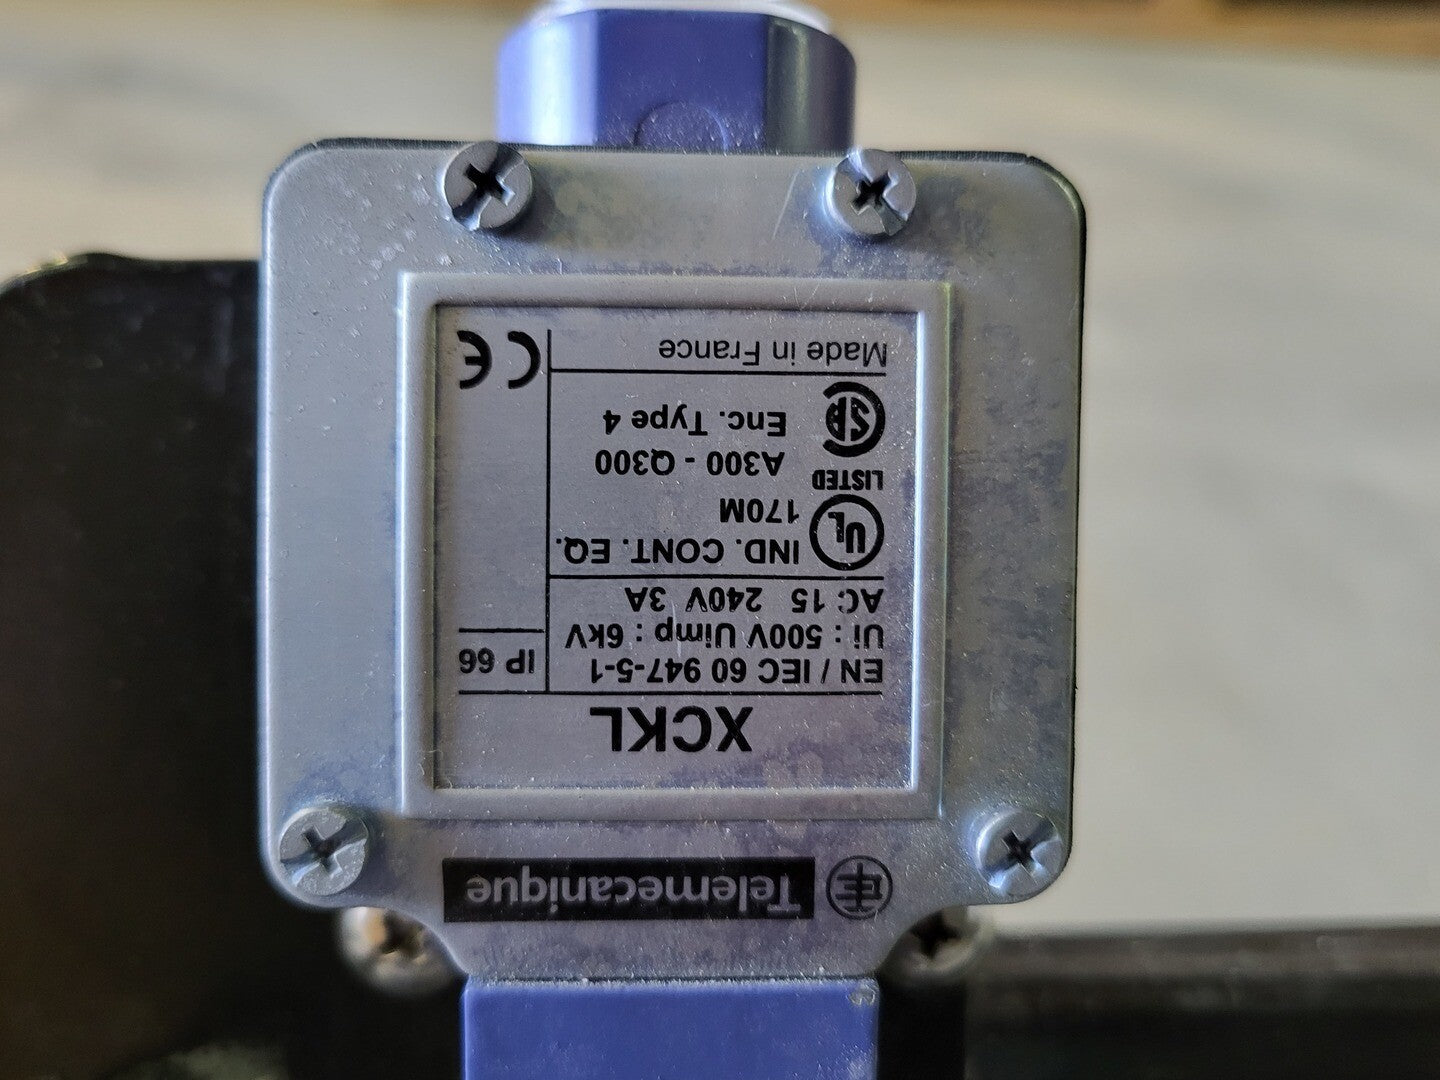 Telemecanique
XCKL
EN / IEC 60 947-5-1
IP 66
Ui : 500V Uimp : 6kV
AC 15 240V 3A
UL
LISTED
IND. CONT. EQ.
170M
A300 - Q300
SA
Enc. Type 4
Made in France
CE